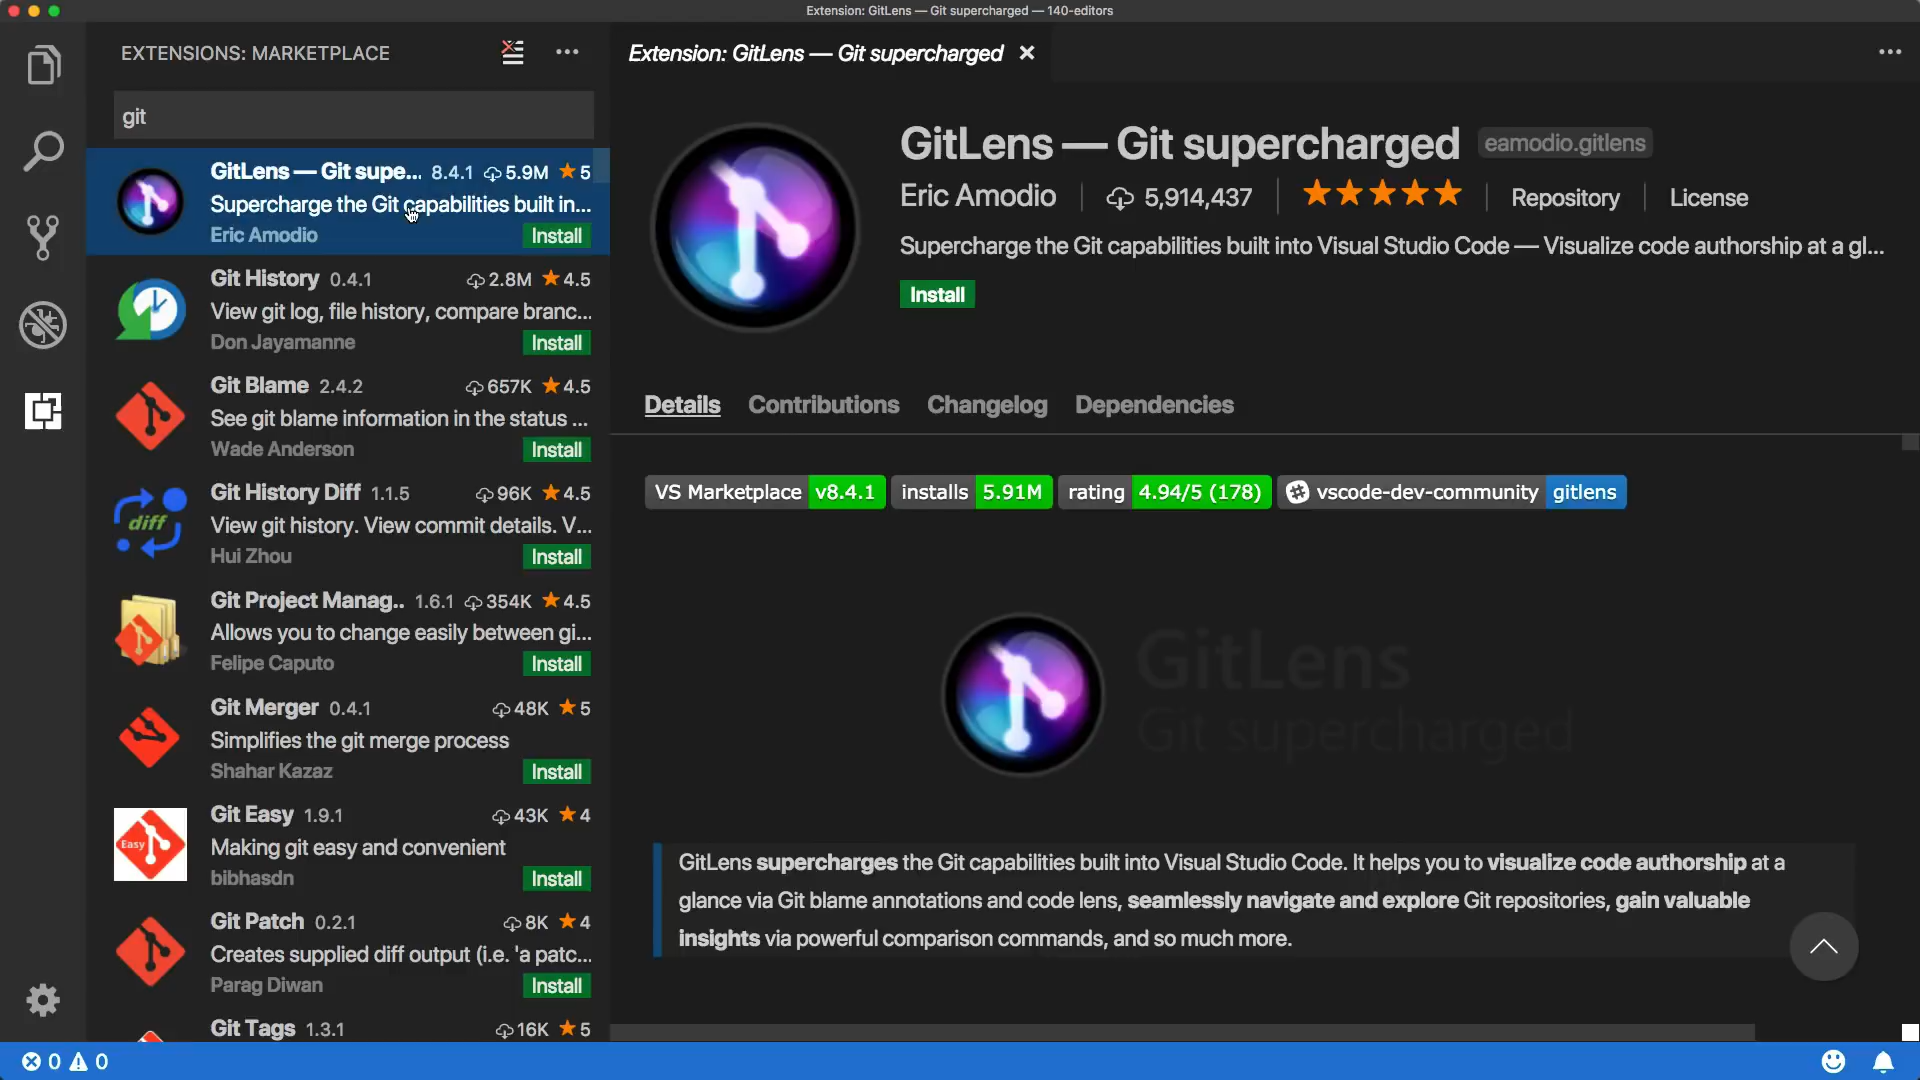 Extension: GitLens — Git supercharged — 140-editors
EXTENSIONS: MARKETPLACE
git
GitLens — Git supe... 8.4.1 5.9M ★5
Supercharge the Git capabilities built in...
Eric Amodio Install
Git History 0.4.1 2.8M ★4.5
View git log, file history, compare branc...
Don Jayamanne Install
Git Blame 2.4.2 657K ★4.5
See git blame information in the status ...
Wade Anderson Install
diff
Git History Diff 1.1.5 96K ★4.5
View git history. View commit details. V...
Hui Zhou Install
Git Project Manag.. 1.6.1 354K ★4.5
Allows you to change easily between gi...
Felipe Caputo Install
Git Merger 0.4.1 48K ★5
Simplifies the git merge process
Shahar Kazaz Install
Easy
Git Easy 1.9.1 43K ★4
Making git easy and convenient
bibhasdn Install
Git Patch 0.2.1 8K ★4
Creates supplied diff output (i.e. 'a patc...
Parag Diwan Install
Git Tags 1.3.1 16K ★5
Extension: GitLens — Git supercharged
GitLens — Git supercharged eamodio.gitlens
Eric Amodio 5,914,437 ★★★★★ Repository License
Supercharge the Git capabilities built into Visual Studio Code — Visualize code authorship at a gl...
Install
Details Contributions Changelog Dependencies
VS Marketplace v8.4.1 installs 5.91M rating 4.94/5 (178) vscode-dev-community gitlens
GitLens
Git supercharged
GitLens supercharges the Git capabilities built into Visual Studio Code. It helps you to visualize code authorship at a
glance via Git blame annotations and code lens, seamlessly navigate and explore Git repositories, gain valuable
insights via powerful comparison commands, and so much more.
0 0